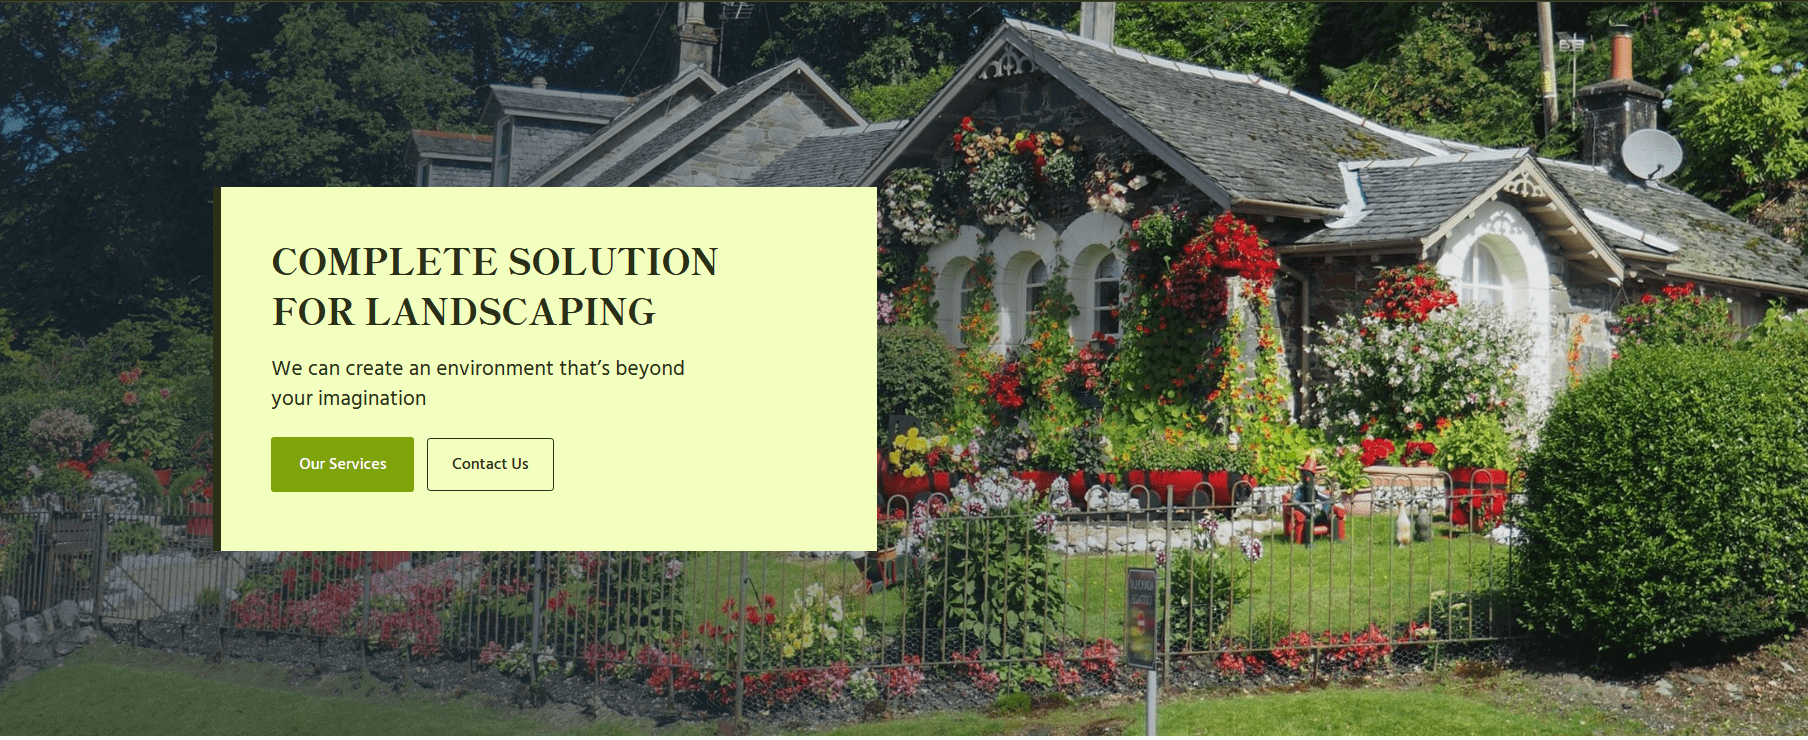 COMPLETE SOLUTION
FOR LANDSCAPING
We can create an environment that’s beyond
your imagination
Our Services
Contact Us